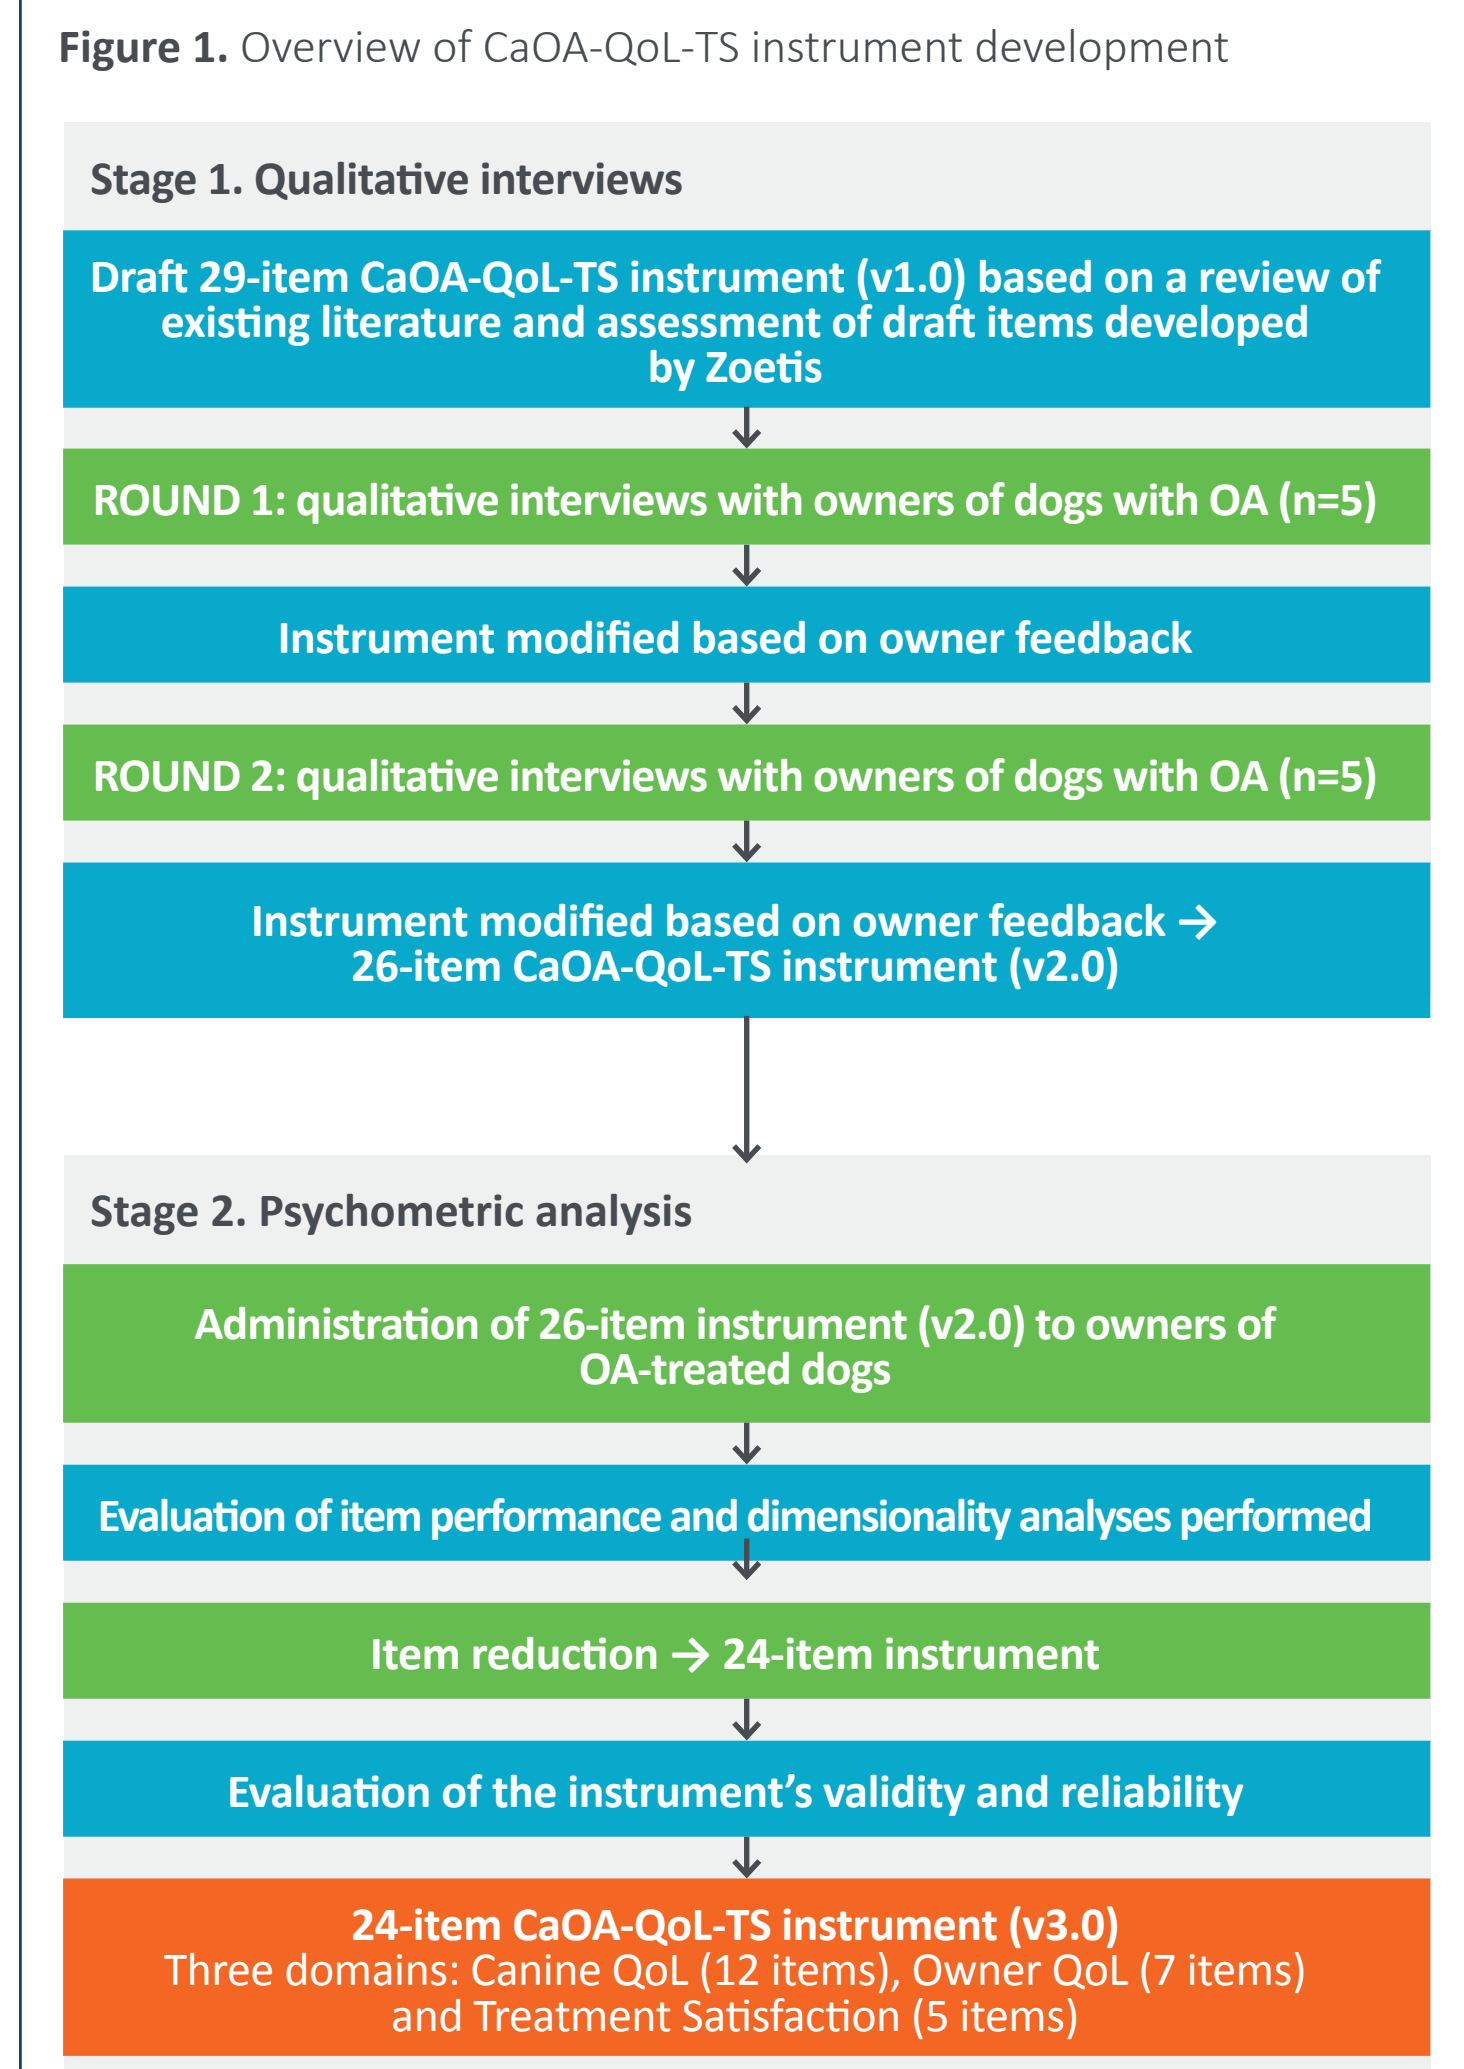 Figure 1. Overview of CaOA-QoL-TS instrument development
Stage 1. Qualitative interviews
Draft 29-item CaOA-QoL-TS instrument (v1.0) based on a review of
existing literature and assessment of draft items developed
by Zoetis
ROUND 1: qualitative interviews with owners of dogs with OA (n=5)
Instrument modified based on owner feedback
ROUND 2: qualitative interviews with owners of dogs with OA (n=5)
Instrument modified based on owner feedback →
26-item CaOA-QoL-TS instrument (v2.0)
Stage 2. Psychometric analysis
Administration of 26-item instrument (v2.0) to owners of
OA-treated dogs
Evaluation of item performance and dimensionality analyses performed
Item reduction → 24-item instrument
Evaluation of the instrument’s validity and reliability
24-item CaOA-QoL-TS instrument (v3.0)
Three domains: Canine QoL (12 items), Owner QoL (7 items)
and Treatment Satisfaction (5 items)